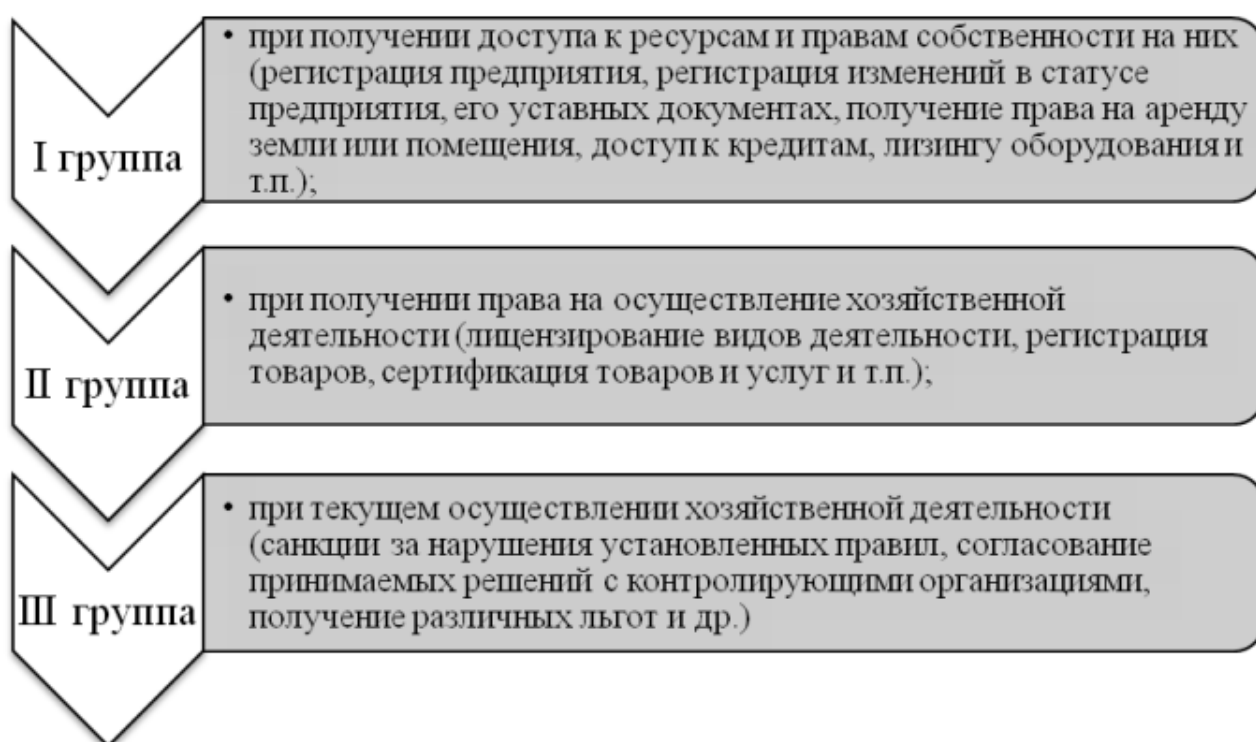 I группа
• при получении доступа к ресурсам и правам собственности на них
(регистрация предприятия, регистрация изменений в статусе
предприятия, его уставных документах, получение права на аренду
земли или помещения, доступ к кредитам, лизингу оборудования и
т.п.);
II группа
• при получении права на осуществление хозяйственной
деятельности (лицензирование видов деятельности, регистрация
товаров, сертификация товаров и услуг и т.п.);
III группа
• при текущем осуществлении хозяйственной деятельности
(санкции за нарушения установленных правил, согласование
принимаемых решений с контролирующими организациями,
получение различных льгот и др.)